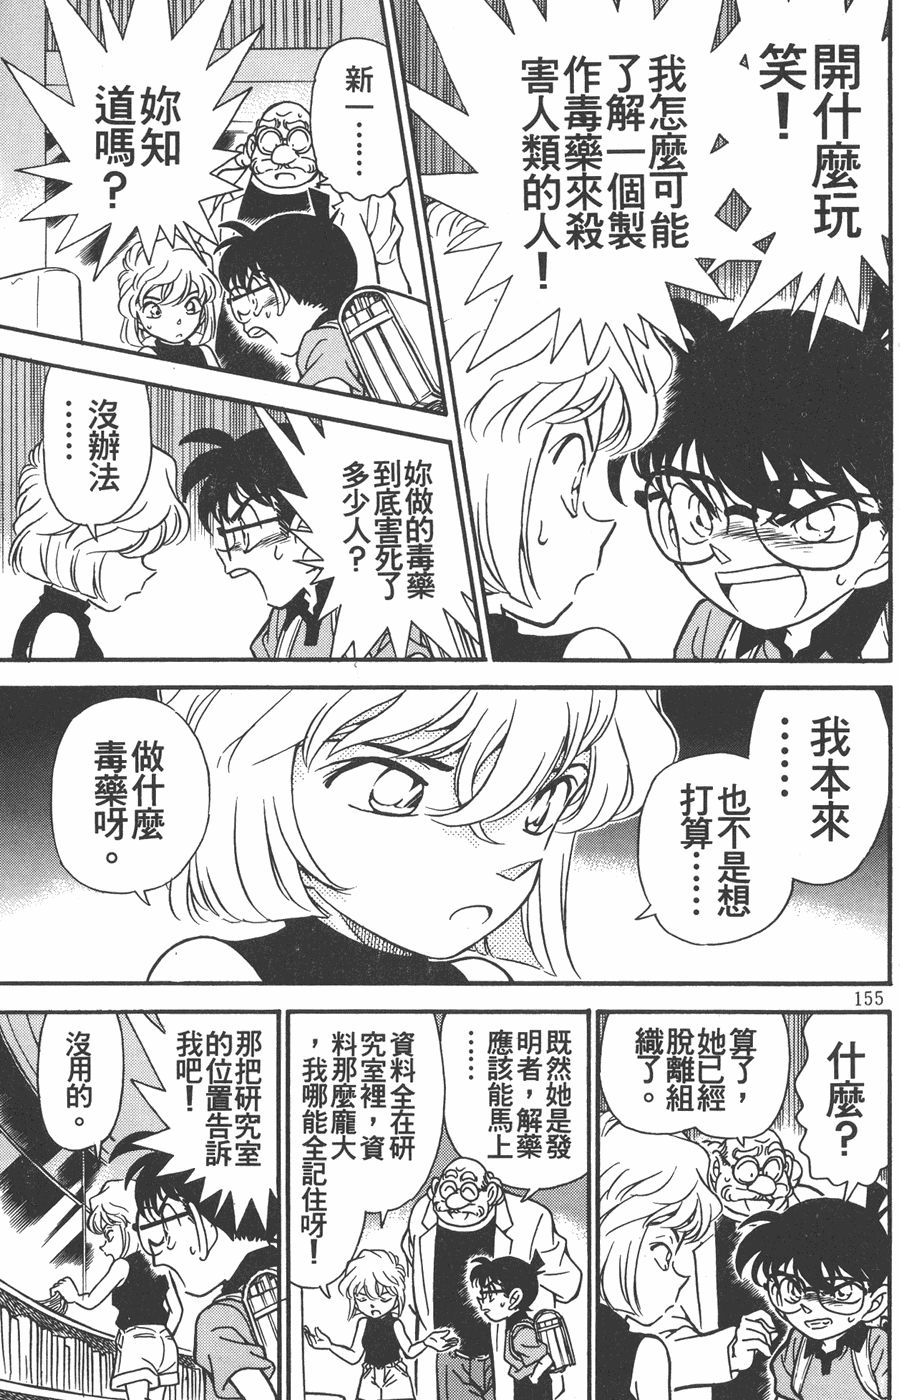 開什麼玩
笑！
我怎麼可能
了解一個製
作毒藥來殺
害人類的人！
新一……
妳知
道嗎？
妳做的毒藥
到底害死了
多少人？
沒辦法
……
我本來
……
也不是想
打算……
做什麼
毒藥呀。
155
什麼？
算了，
她已經
脫離組
織了。
既然她是發
明者，解藥
應該能馬上
……
資料全在研
究室裡，資
料那麼龐大
，我哪能全
記住呀！
那把研究室
的位置告訴
我吧！
沒用的。